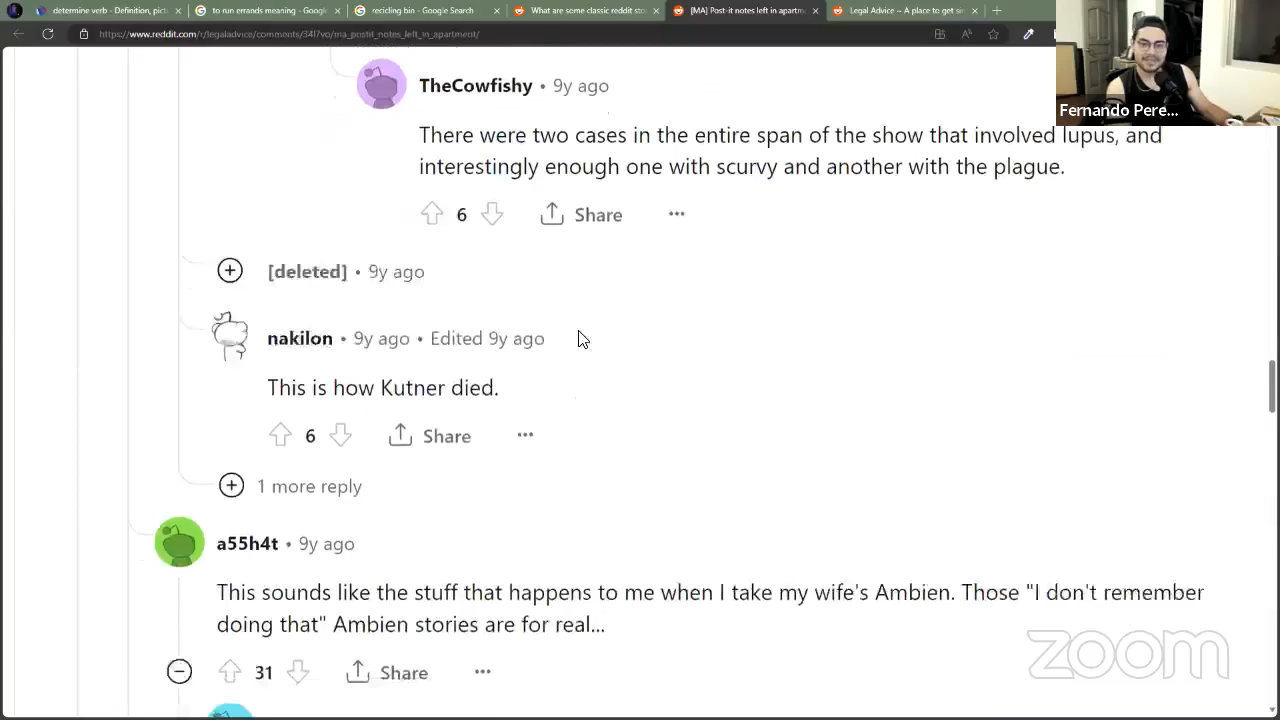 determine verb - Definition, pict
to run errands meaning - Google
recicling bin - Google Search
What are some classic reddit sto
[MA] Post-it notes left in apartm
Legal Advice – A place to get sin
https://www.reddit.com/r/legaladvice/comments/34l7vo/ma_postit_notes_left_in_apartment/
Fernando Pere...
TheCowfishy • 9y ago
There were two cases in the entire span of the show that involved lupus, and
interestingly enough one with scurvy and another with the plague.
6 Share
[deleted] • 9y ago
nakilon • 9y ago • Edited 9y ago
This is how Kutner died.
6 Share
1 more reply
a55h4t • 9y ago
This sounds like the stuff that happens to me when I take my wife's Ambien. Those "I don't remember
doing that" Ambien stories are for real...
31 Share
zoom